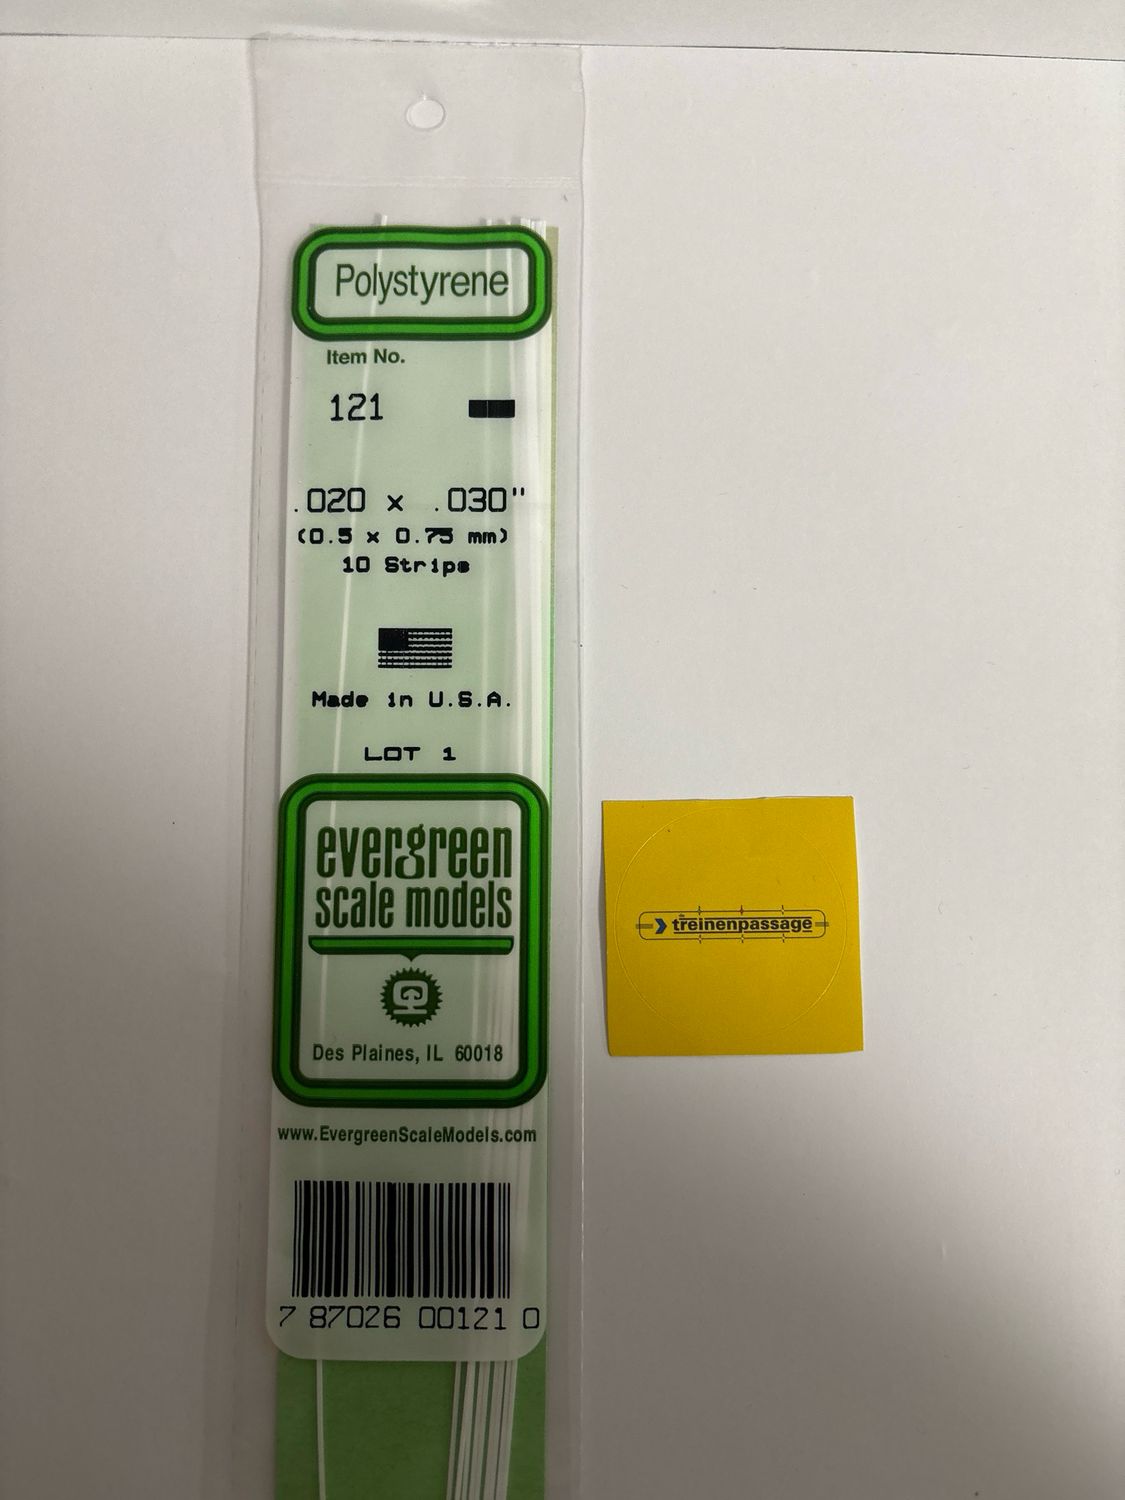 Polystyrene
Item No.
121
.020 x .030"
(0.5 x 0.75 mm)
10 Strips
Made in U.S.A.
LOT 1
evergreen
scale models
Des Plaines, IL 60018
www.EvergreenScaleModels.com
7 87026 00121 0
de
treinenpassage